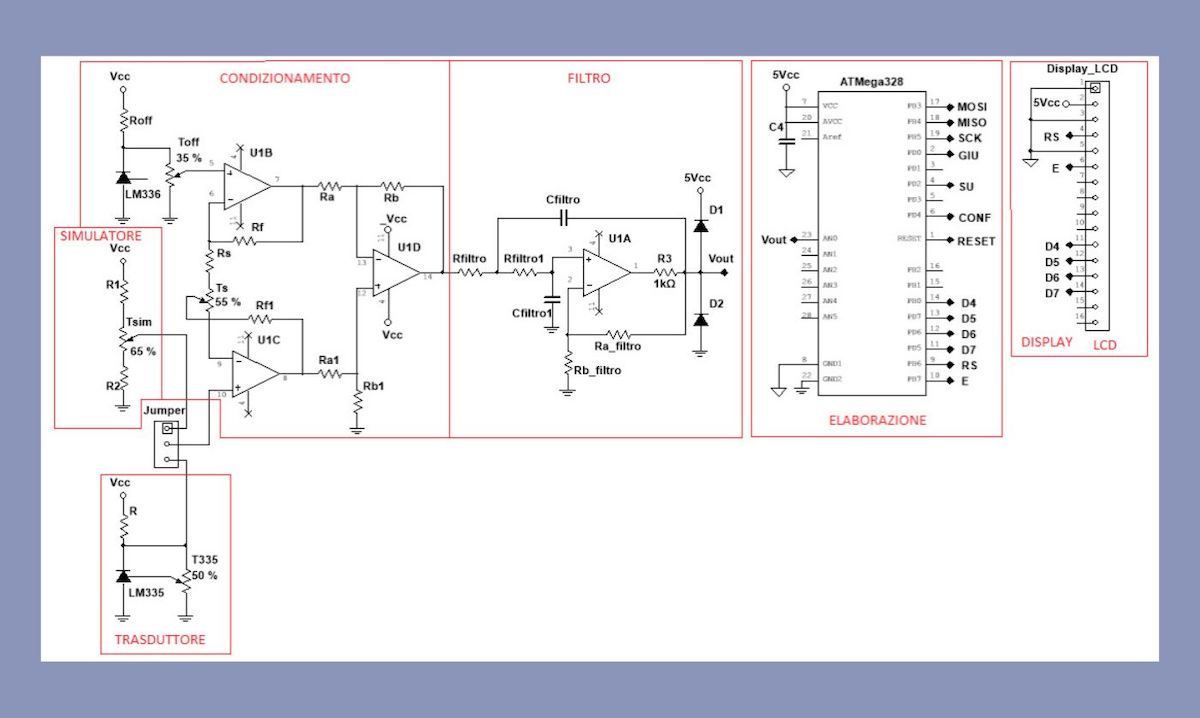 CONDIZIONAMENTO
Vcc
Roff
Toff
35 %
LM336
U1B
4
5
6
7
11
Rf
Ra
Rb
Vcc
11
U1D
13
12
14
Vcc
SIMULATORE
Vcc
R1
Tsim
65 %
R2
Rs
Ts
55 %
Rf1
U1C
9
10
8
Ra1
Rb1
Jumper
TRASDUTTORE
Vcc
R
LM335
T335
50 %
FILTRO
Rfiltro
Rfiltro1
Cfiltro
Cfiltro1
U1A
4
3
2
1
11
R3
1kΩ
Ra_filtro
Rb_filtro
5Vcc
D1
Vout
D2
5Vcc
ATMega328
C4
7 VCC
20 AVCC
21 Aref
Vout
23 AN0
24 AN1
25 AN2
26 AN3
27 AN4
28 AN5
8 GND1
22 GND2
PB3 17 MOSI
PB4 18 MISO
PB5 19 SCK
PD0 2 GIU
PD1 3
PD2 4 SU
PD3 5
PD4 6 CONF
RESET 1 RESET
PB2 16
PB1 15
PB0 14 D4
PD7 13 D5
PD6 12 D6
PD5 11 D7
PB6 9 RS
PB7 10 E
ELABORAZIONE
Display_LCD
1
5Vcc 2
3
RS 4
5
E 6
7
8
9
10
D4 11
D5 12
D6 13
D7 14
15
16
DISPLAY LCD